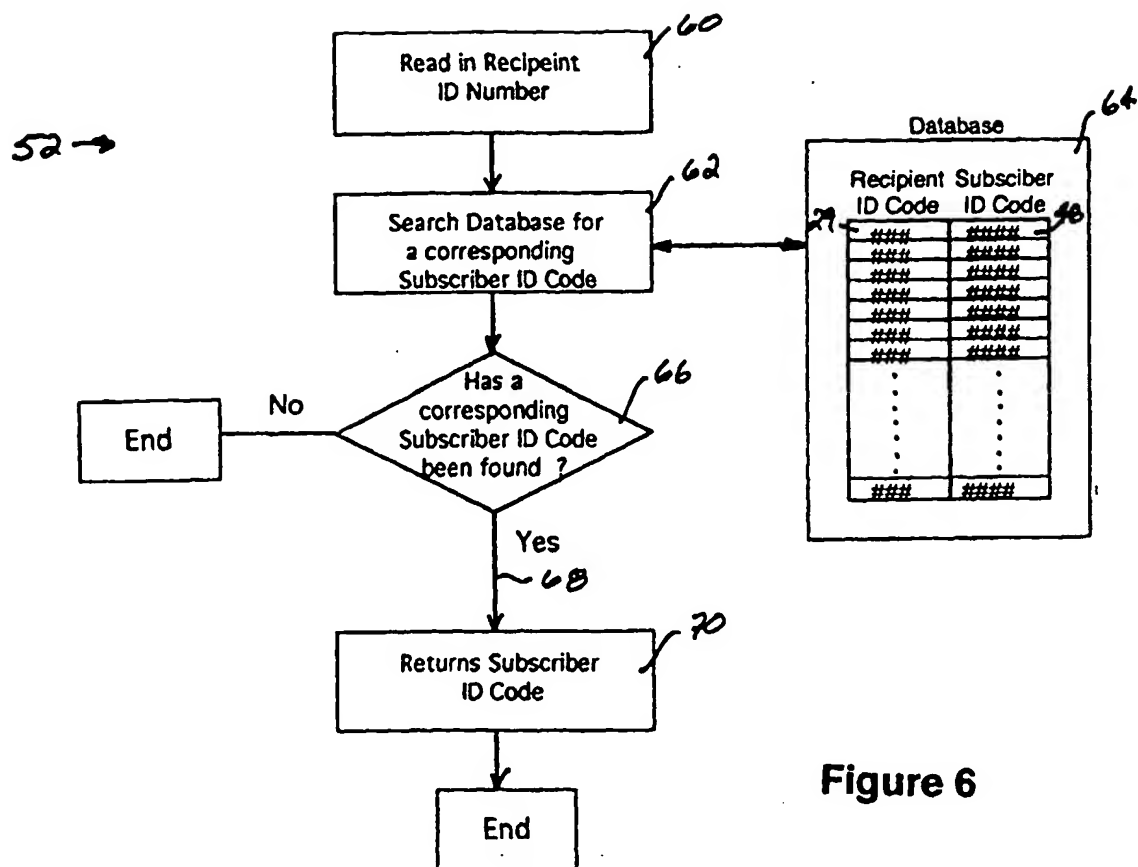 60
Read in Recipeint
ID Number
52
62
Search Database for
a corresponding
Subscriber ID Code
64
Database
Recipient Subsciber
ID Code ID Code
### ####
48
### ####
### ####
### ####
### ####
### ####
### ####
### ####
66
Has a
corresponding
Subscriber ID Code
been found ?
No
End
Yes
68
70
Returns Subscriber
ID Code
End
Figure 6